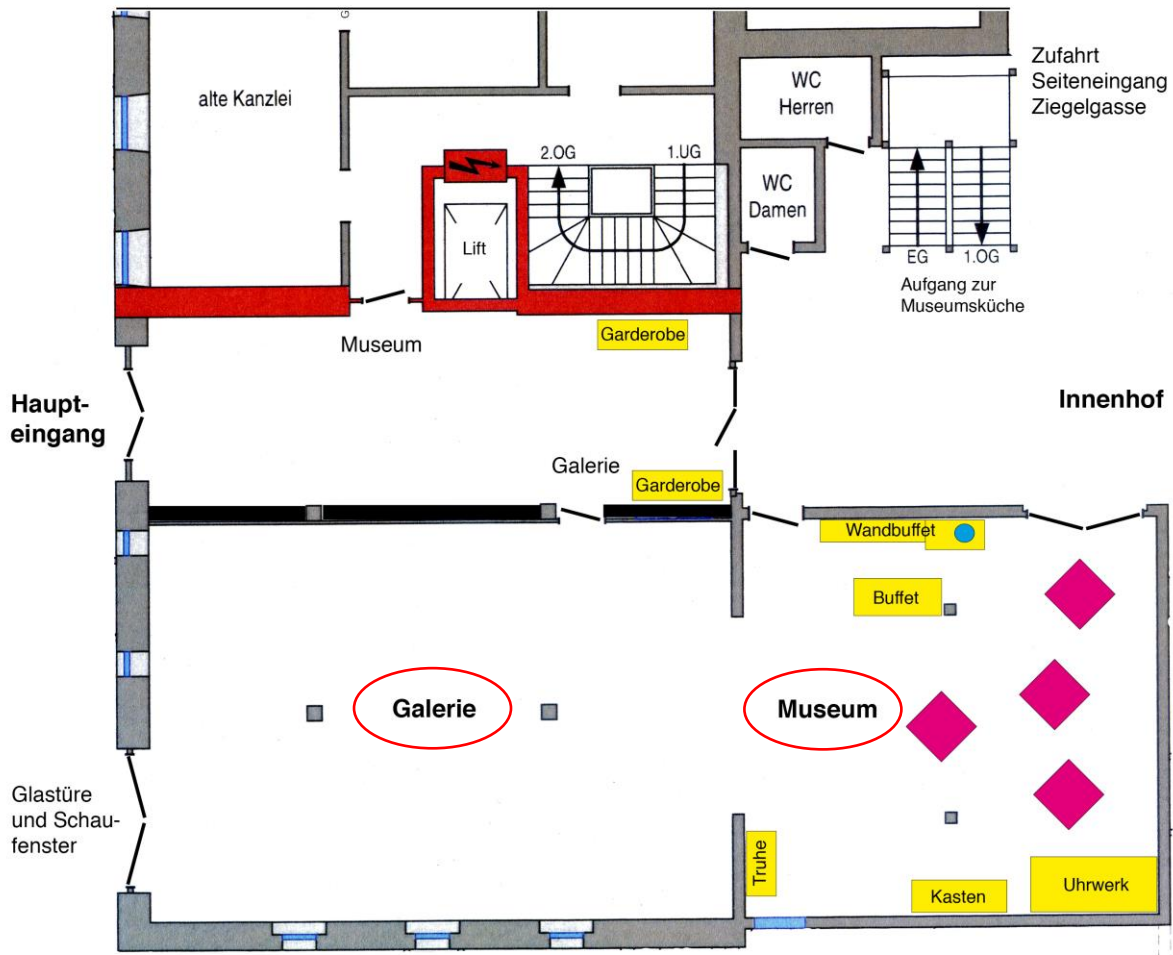 G
alte Kanzlei
WC
Herren
Zufahrt
Seiteneingang
Ziegelgasse
2.OG
1.UG
WC
Damen
Lift
EG
1.OG
Aufgang zur
Museumsküche
Museum
Garderobe
Haupt-
eingang
Innenhof
Galerie
Garderobe
Wandbuffet
Buffet
Galerie
Museum
Glastüre
und Schau-
fenster
Truhe
Kasten
Uhrwerk